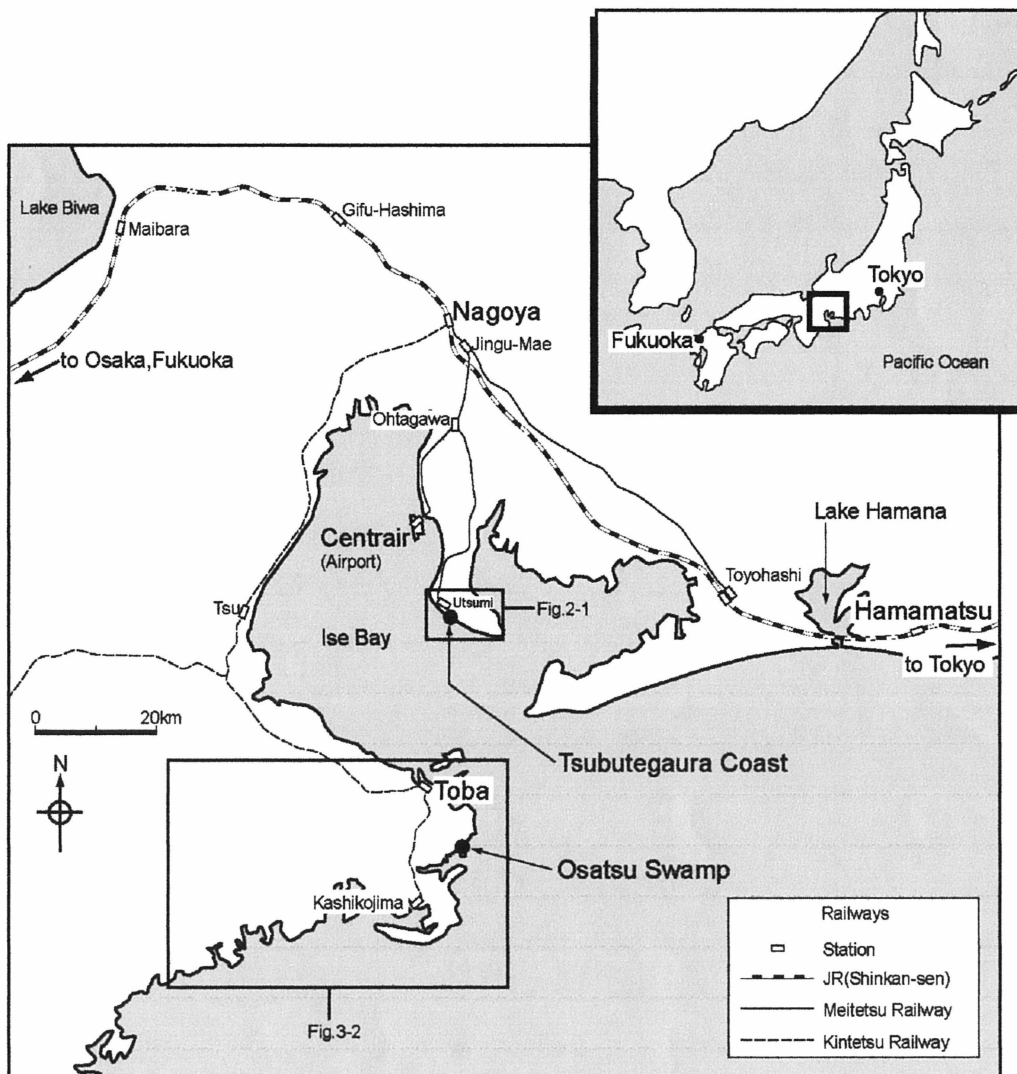 Tokyo
Fukuoka
Pacific Ocean
Lake Biwa
Maibara
Gifu-Hashima
Nagoya
Jingu-Mae
to Osaka,Fukuoka
Ohtagawa
Lake Hamana
Centrair
(Airport)
Toyohashi
Tsu
Utsumi
Fig.2-1
Hamamatsu
Ise Bay
to Tokyo
0 20km
N
Tsubutegaura Coast
Toba
Osatsu Swamp
Kashikojima
Railways
Station
JR(Shinkan-sen)
Meitetsu Railway
Kintetsu Railway
Fig.3-2